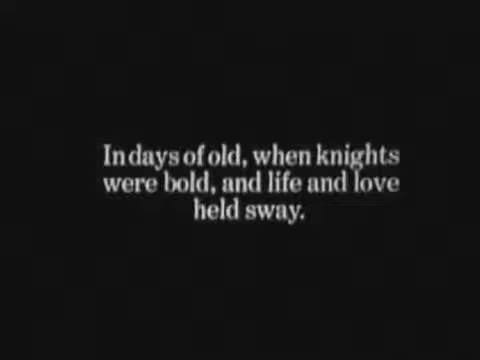 In days of old, when knights
were bold, and life and love
held sway.